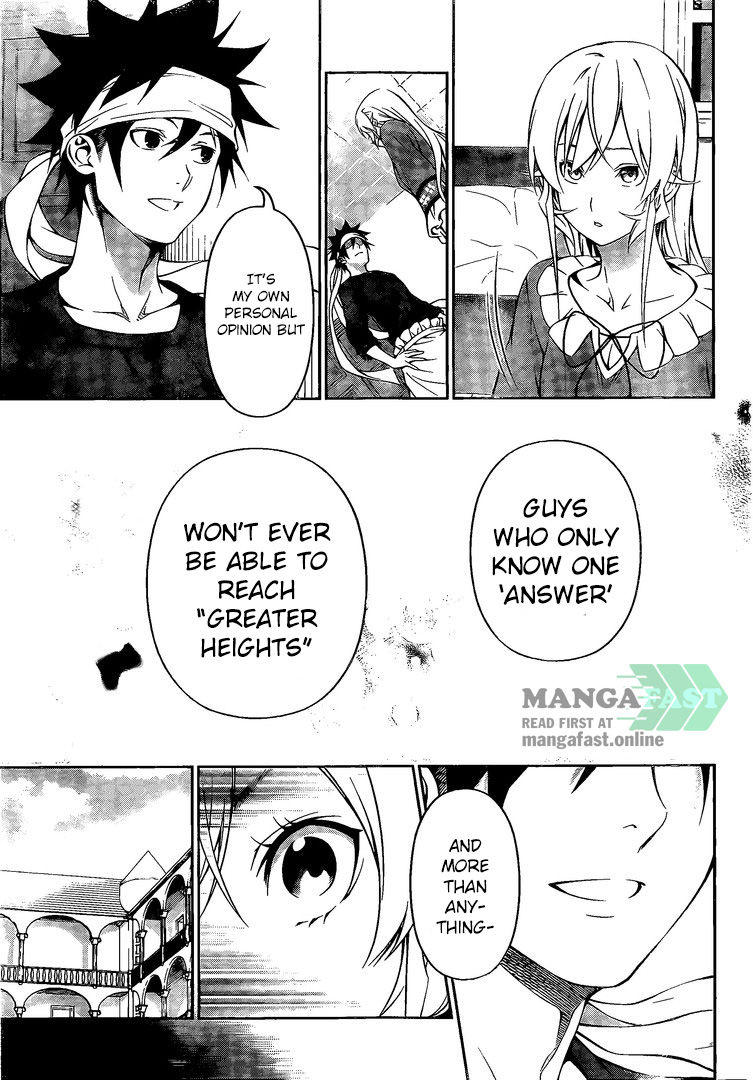 IT'S
MY OWN
PERSONAL
OPINION BUT
GUYS
WHO ONLY
KNOW ONE
'ANSWER'
WON'T EVER
BE ABLE TO
REACH
"GREATER
HEIGHTS"
MANGAFAST
READ FIRST AT
mangafast.online
AND
MORE
THAN
ANY-
THING-